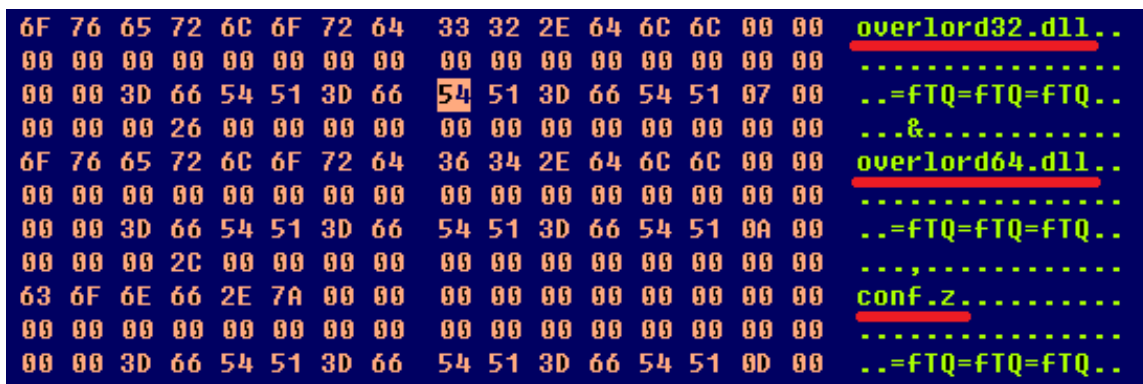 6F 76 65 72 6C 6F 72 64 33 32 2E 64 6C 6C 00 00 overlord32.dll..
00 00 00 00 00 00 00 00 00 00 00 00 00 00 00 00 ................
00 00 3D 66 54 51 3D 66 54 51 3D 66 54 51 07 00 ..=fTQ=fTQ=fTQ..
00 00 00 26 00 00 00 00 00 00 00 00 00 00 00 00 ...&............
6F 76 65 72 6C 6F 72 64 36 34 2E 64 6C 6C 00 00 overlord64.dll..
00 00 00 00 00 00 00 00 00 00 00 00 00 00 00 00 ................
00 00 3D 66 54 51 3D 66 54 51 3D 66 54 51 0A 00 ..=fTQ=fTQ=fTQ..
00 00 00 2C 00 00 00 00 00 00 00 00 00 00 00 00 ...,............
63 6F 6E 66 2E 7A 00 00 00 00 00 00 00 00 00 00 conf.z..........
00 00 00 00 00 00 00 00 00 00 00 00 00 00 00 00 ................
00 00 3D 66 54 51 3D 66 54 51 3D 66 54 51 0D 00 ..=fTQ=fTQ=fTQ..